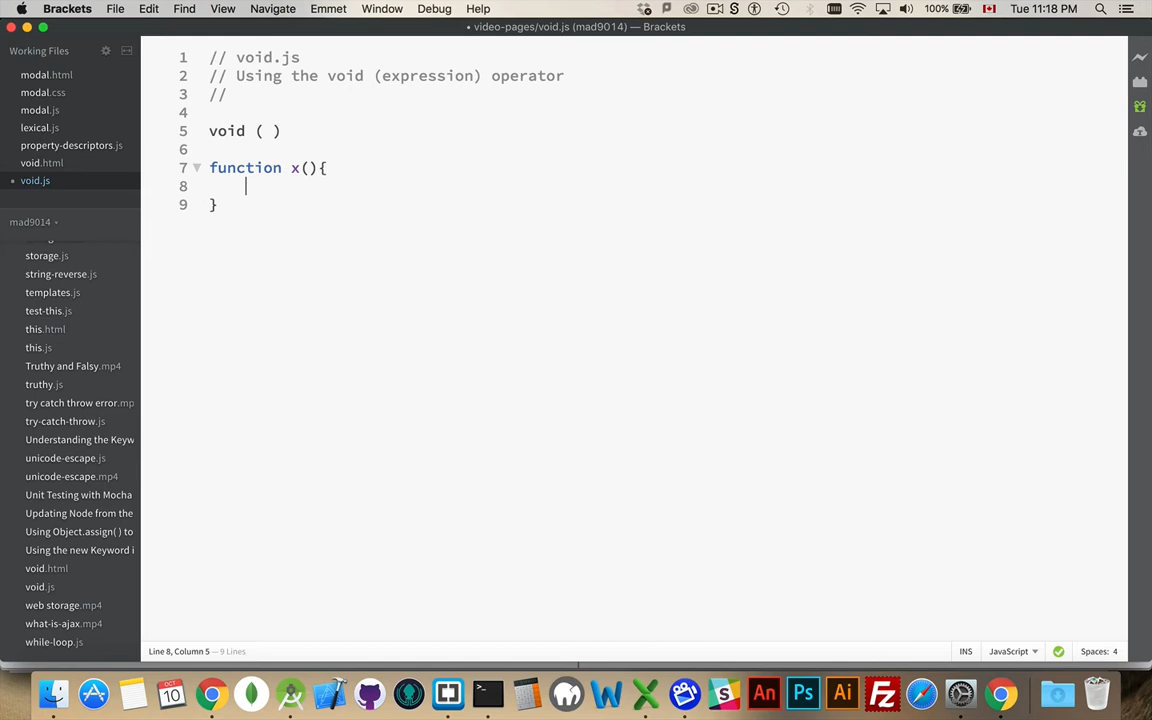 Brackets File Edit Find View Navigate Emmet Window Debug Help 100% Tue 11:18 PM
• video-pages/void.js (mad9014) — Brackets
Working Files
modal.html
modal.css
modal.js
lexical.js
property-descriptors.js
void.html
void.js
mad9014
storage.js
string-reverse.js
templates.js
test-this.js
this.html
this.js
Truthy and Falsy.mp4
truthy.js
try catch throw error.mp
try-catch-throw.js
Understanding the Keyw
unicode-escape.js
unicode-escape.mp4
Unit Testing with Mocha
Updating Node from the
Using Object.assign( ) to
Using the new Keyword i
void.html
void.js
web storage.mp4
what-is-ajax.mp4
while-loop.js
1 // void.js
2 // Using the void (expression) operator
3 //
4
5 void ( )
6
7 function x(){
8
9 }
Line 8, Column 5 — 9 Lines
INS JavaScript Spaces: 4
OCT
10
An Ps Ai Fz